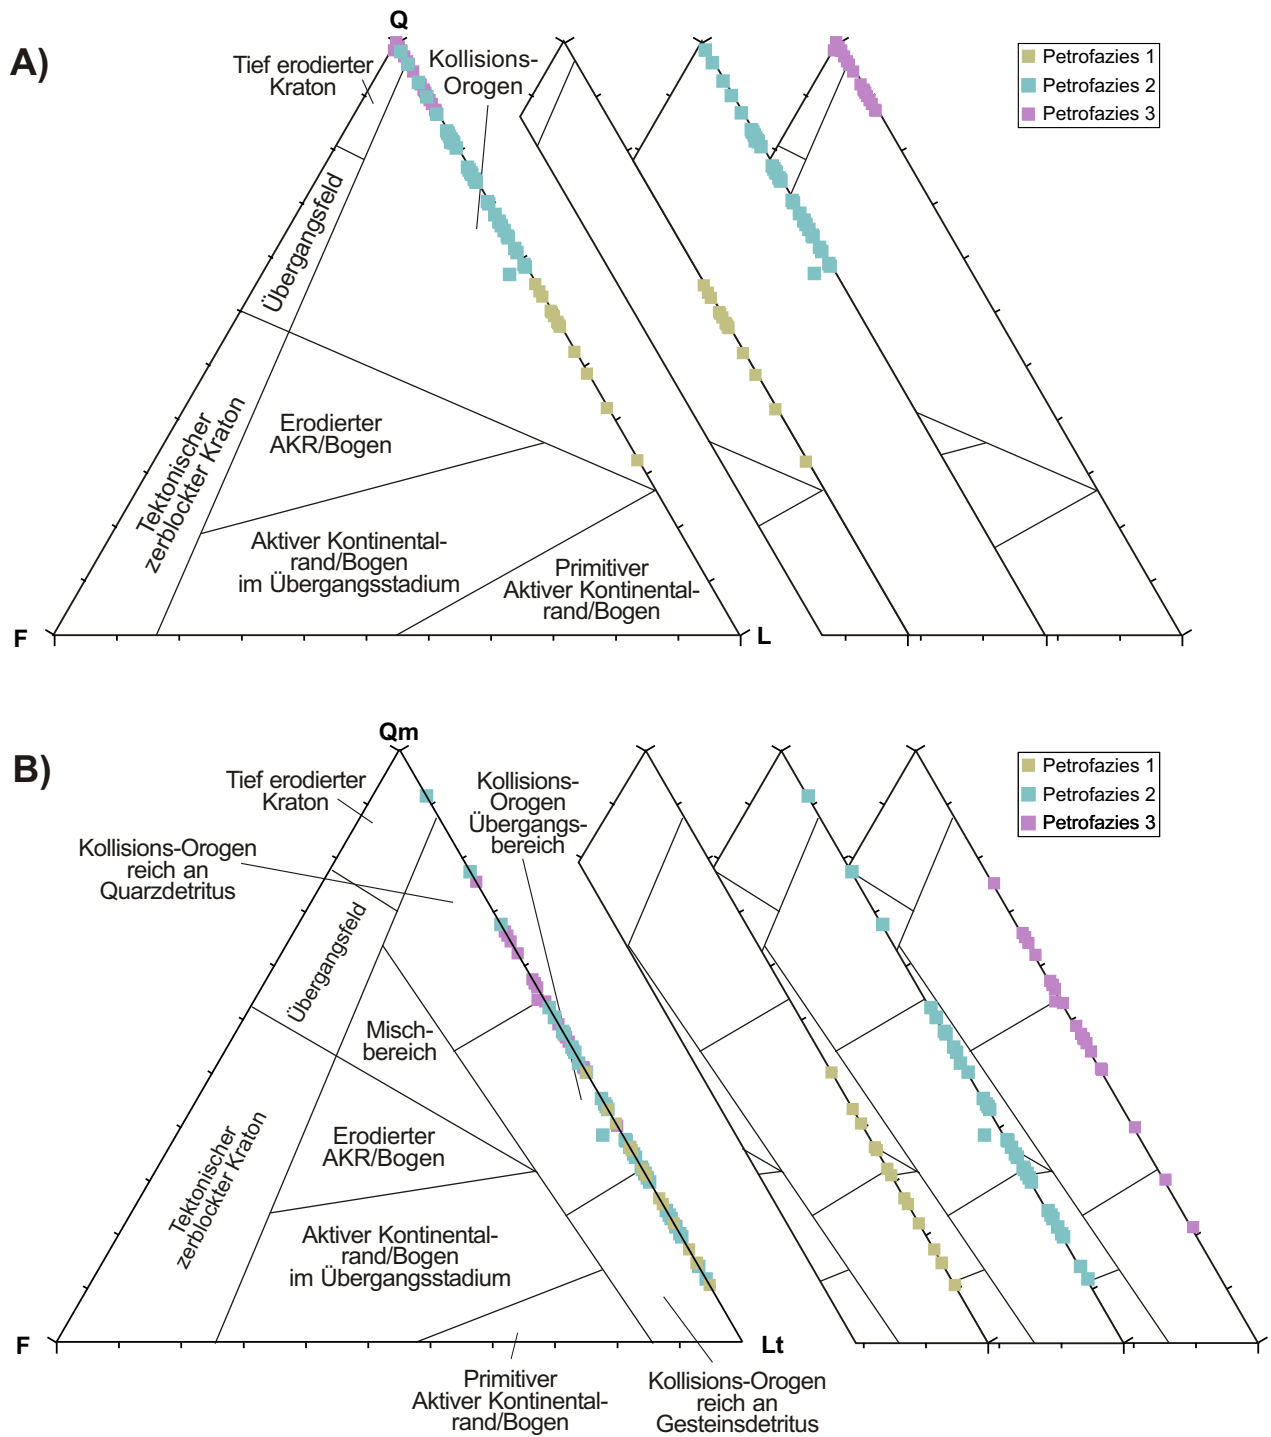 A)
Q
Tief erodierter
Kraton
Kollisions-
Orogen
Petrofazies 1
Petrofazies 2
Petrofazies 3
Übergangsfeld
Tektonischer
zerblockter Kraton
Erodierter
AKR/Bogen
Aktiver Kontinental-
rand/Bogen
im Übergangsstadium
Primitiver
Aktiver Kontinental-
rand/Bogen
F
L
B)
Qm
Tief erodierter
Kraton
Kollisions-Orogen
reich an
Quarzdetritus
Kollisions-
Orogen
Übergangs-
bereich
Petrofazies 1
Petrofazies 2
Petrofazies 3
Übergangsfeld
Misch-
bereich
Tektonischer
zerblockter Kraton
Erodierter
AKR/Bogen
Aktiver Kontinental-
rand/Bogen
im Übergangsstadium
F
Lt
Primitiver
Aktiver Kontinental-
rand/Bogen
Kollisions-Orogen
reich an
Gesteinsdetritus